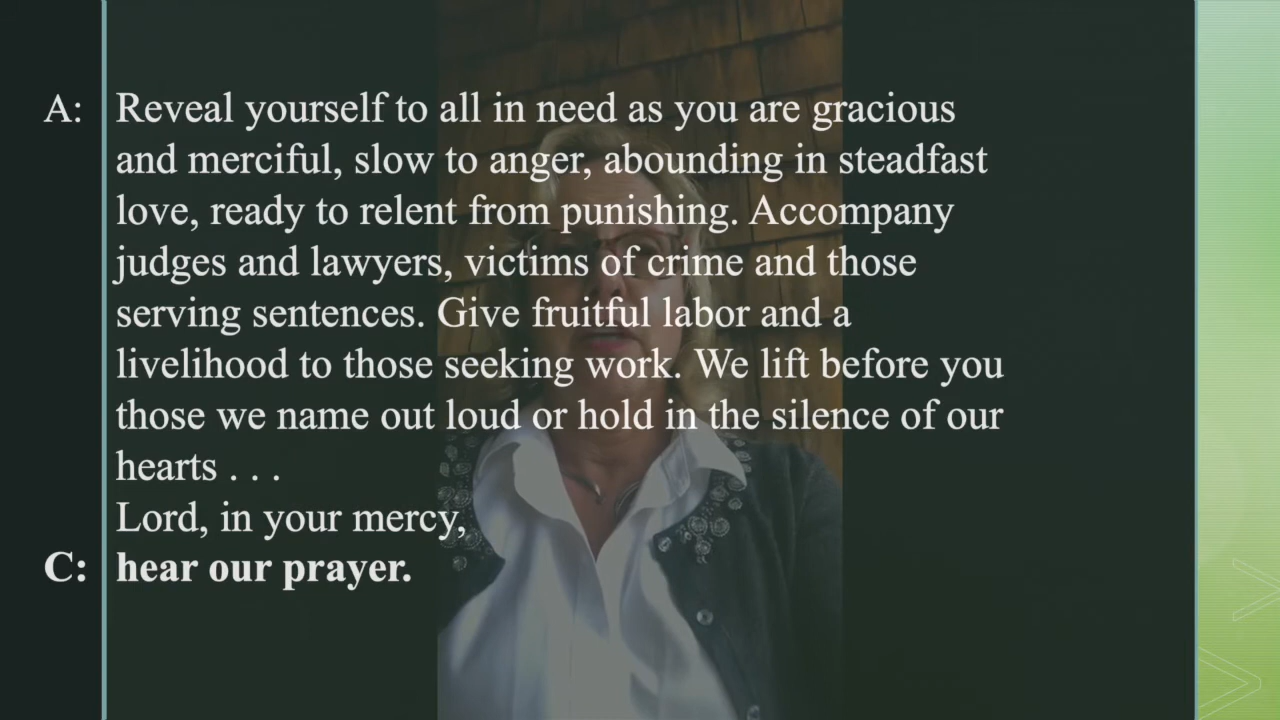 A: Reveal yourself to all in need as you are gracious
and merciful, slow to anger, abounding in steadfast
love, ready to relent from punishing. Accompany
judges and lawyers, victims of crime and those
serving sentences. Give fruitful labor and a
livelihood to those seeking work. We lift before you
those we name out loud or hold in the silence of our
hearts . . .
Lord, in your mercy,
C: hear our prayer.